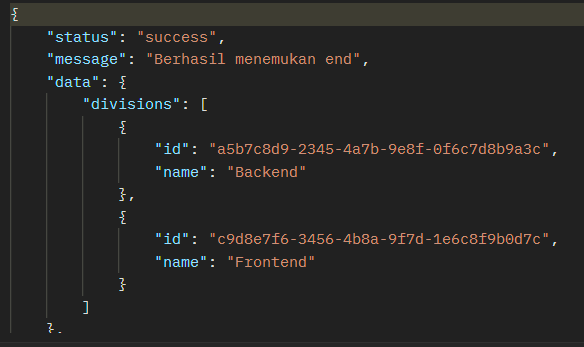 {
"status": "success",
"message": "Berhasil menemukan end",
"data": {
"divisions": [
{
"id": "a5b7c8d9-2345-4a7b-9e8f-0f6c7d8b9a3c",
"name": "Backend"
},
{
"id": "c9d8e7f6-3456-4b8a-9f7d-1e6c8f9b0d7c",
"name": "Frontend"
}
]
},